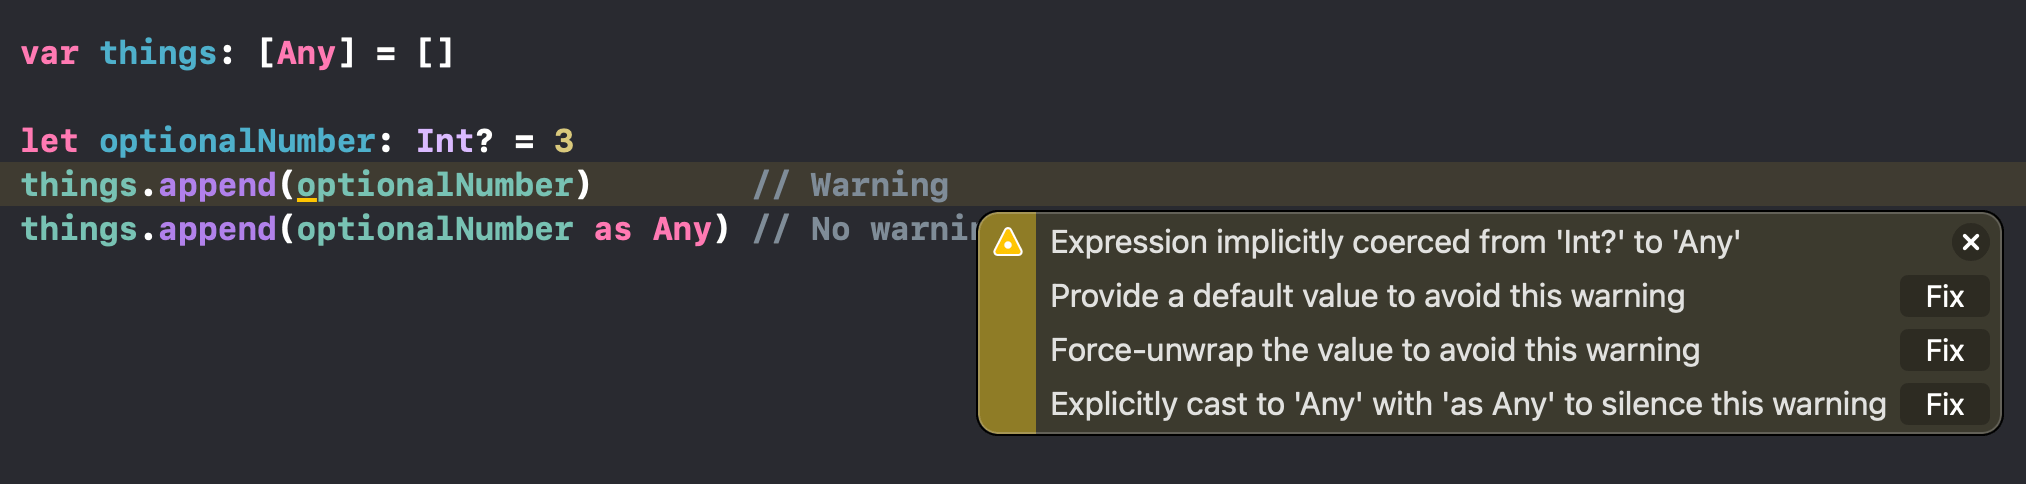 var things: [Any] = []
let optionalNumber: Int? = 3
things.append(optionalNumber) // Warning
things.append(optionalNumber as Any) // No
Expression implicitly coerced from 'Int?' to 'Any'
Provide a default value to avoid this warning Fix
Force-unwrap the value to avoid this warning Fix
Explicitly cast to 'Any' with 'as Any' to silence this warning Fix